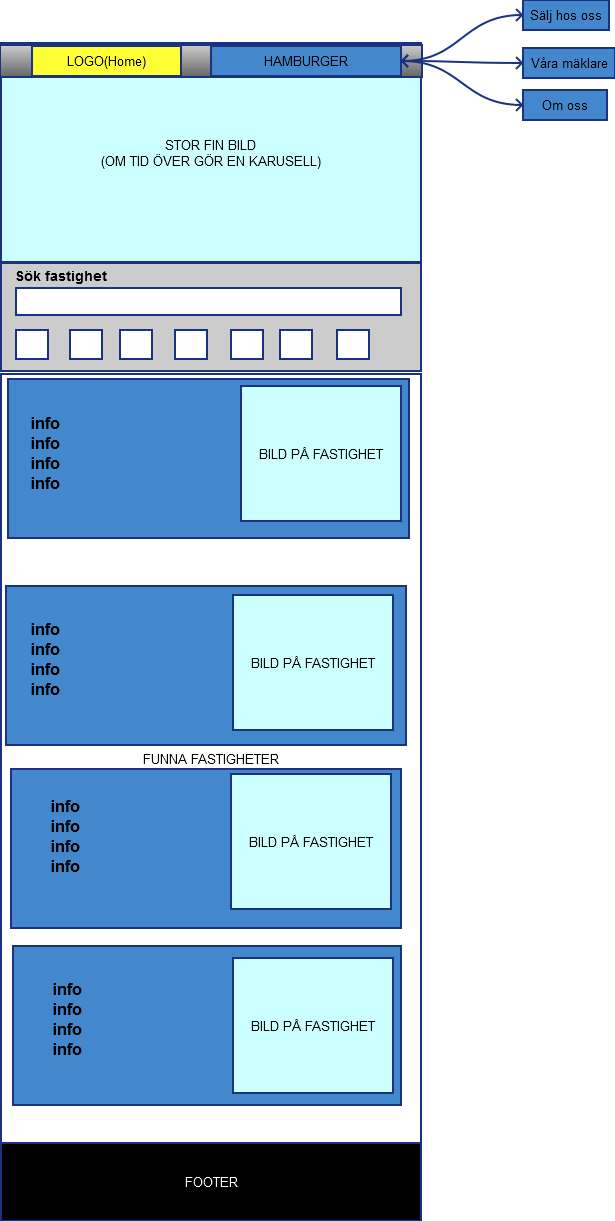 Sälj hos oss
LOGO(Home)
HAMBURGER
Våra mäklare
Om oss
STOR FIN BILD
(OM TID ÖVER GÖR EN KARUSELL)
Sök fastighet
info
info
info
info
BILD PÅ FASTIGHET
info
info
info
info
BILD PÅ FASTIGHET
FUNNA FASTIGHETER
info
info
info
info
BILD PÅ FASTIGHET
info
info
info
info
BILD PÅ FASTIGHET
FOOTER